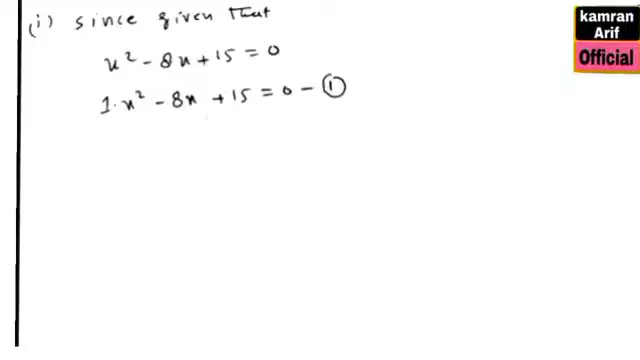 (i) since given that
x² - 8x + 15 = 0
1·x² - 8x + 15 = 0 - ①
kamran
Arif
Official